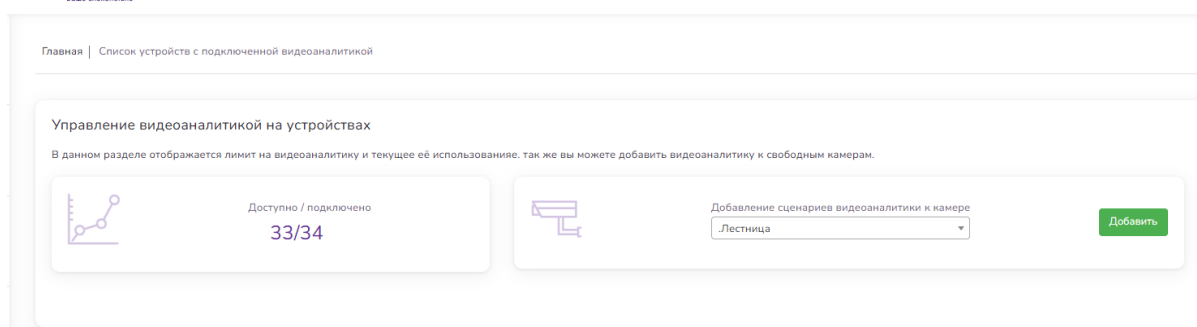 Главная | Список устройств с подключенной видеоаналитикой
Управление видеоаналитикой на устройствах
В данном разделе отображается лимит на видеоаналитику и текущее её использованияe. так же вы можете добавить видеоаналитику к свободным камерам.
Доступно / подключено
33/34
Добавление сценариев видеоаналитики к камере
.Лестница
Добавить